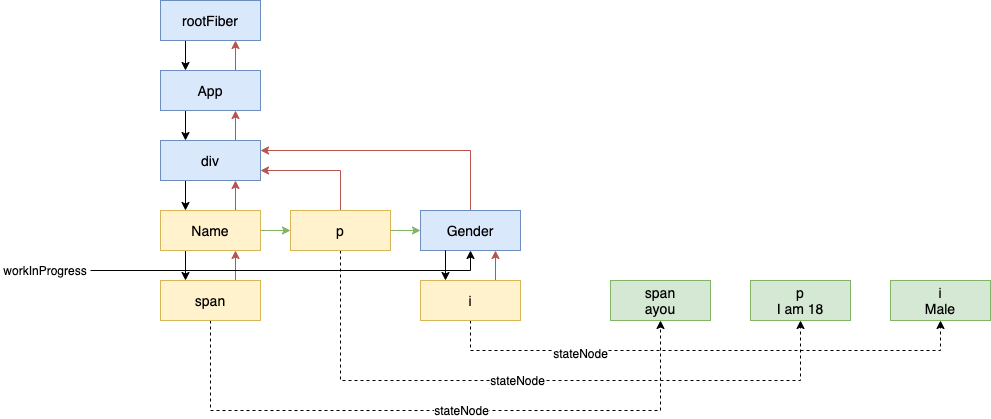 rootFiber
App
div
Name
p
Gender
workInProgress
span
i
span
ayou
p
I am 18
i
Male
stateNode
stateNode
stateNode